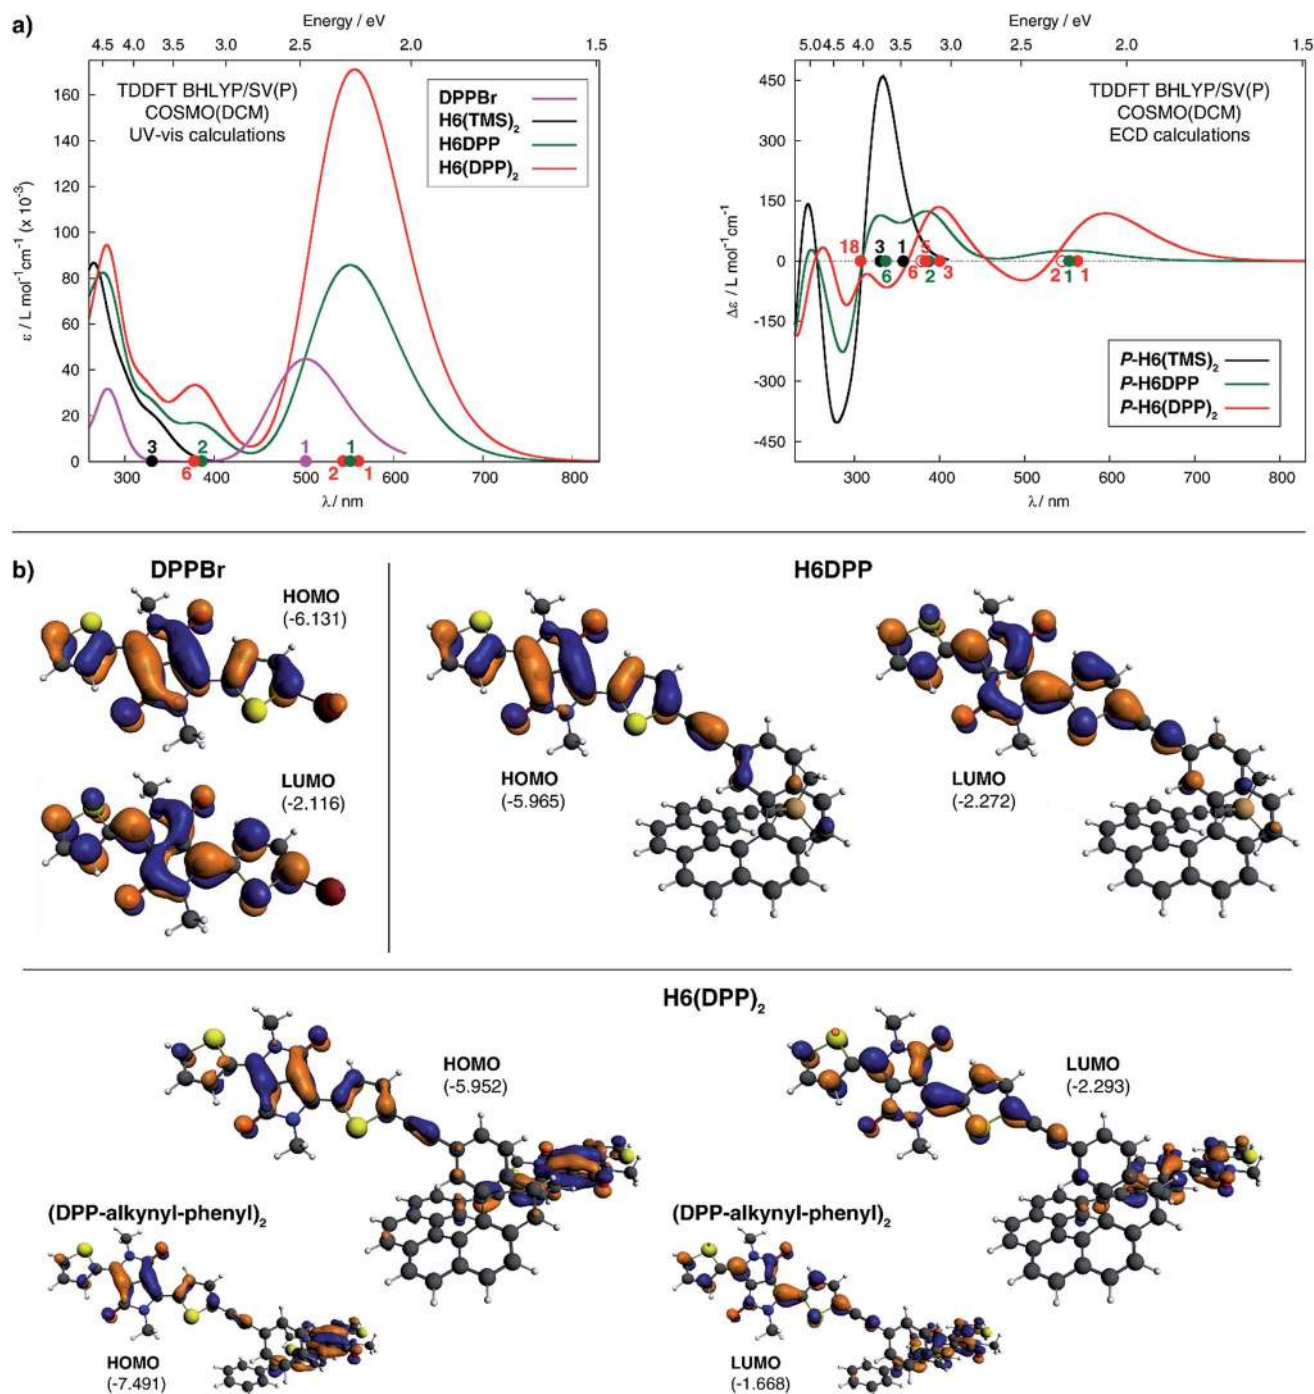 a)
Energy / eV
4.5 4.0 3.5 3.0 2.5 2.0 1.5
TDDFT BHLYP/SV(P)
COSMO(DCM)
UV-vis calculations
DPPBr
H6(TMS)₂
H6DPP
H6(DPP)₂
160
140
120
100
80
60
40
20
0
ε / L mol⁻¹cm⁻¹ (x 10⁻³)
3 2 1 1
6 2 1
300 400 500 600 700 800
λ / nm
Energy / eV
5.0 4.5 4.0 3.5 3.0 2.5 2.0 1.5
TDDFT BHLYP/SV(P)
COSMO(DCM)
ECD calculations
450
300
150
0
-150
-300
-450
Δε / L mol⁻¹cm⁻¹
18 3 1 5
6 6 2 3 2 1 1
P-H6(TMS)₂
P-H6DPP
P-H6(DPP)₂
300 400 500 600 700 800
λ / nm
b)
DPPBr
HOMO
(-6.131)
LUMO
(-2.116)
H6DPP
HOMO
(-5.965)
LUMO
(-2.272)
H6(DPP)₂
HOMO
(-5.952)
LUMO
(-2.293)
(DPP-alkynyl-phenyl)₂
HOMO
(-7.491)
(DPP-alkynyl-phenyl)₂
LUMO
(-1.668)